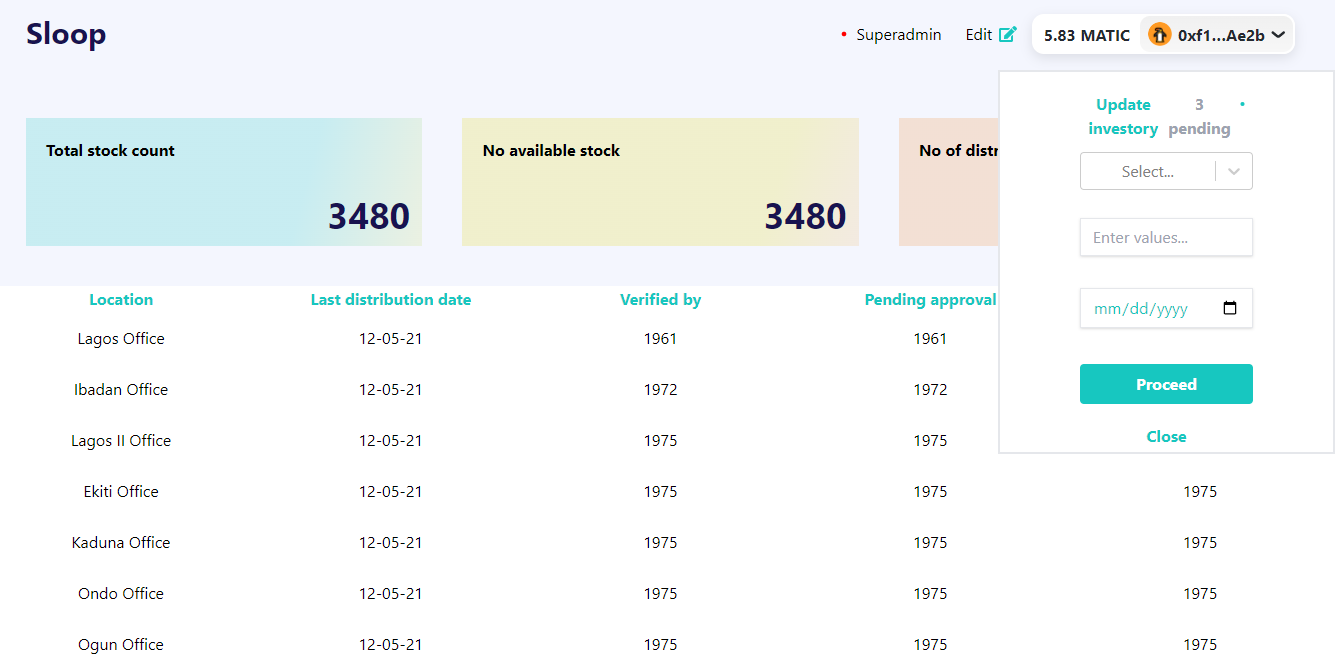 Sloop
• Superadmin Edit 5.83 MATIC 0xf1...Ae2b
Update investory 3 pending
Total stock count
3480
No available stock
3480
No of distr
Select...
Enter values...
mm/dd/yyyy
Proceed
Close
Location Last distribution date Verified by Pending approval
Lagos Office 12-05-21 1961 1961
Ibadan Office 12-05-21 1972 1972
Lagos II Office 12-05-21 1975 1975
Ekiti Office 12-05-21 1975 1975 1975
Kaduna Office 12-05-21 1975 1975 1975
Ondo Office 12-05-21 1975 1975 1975
Ogun Office 12-05-21 1975 1975 1975